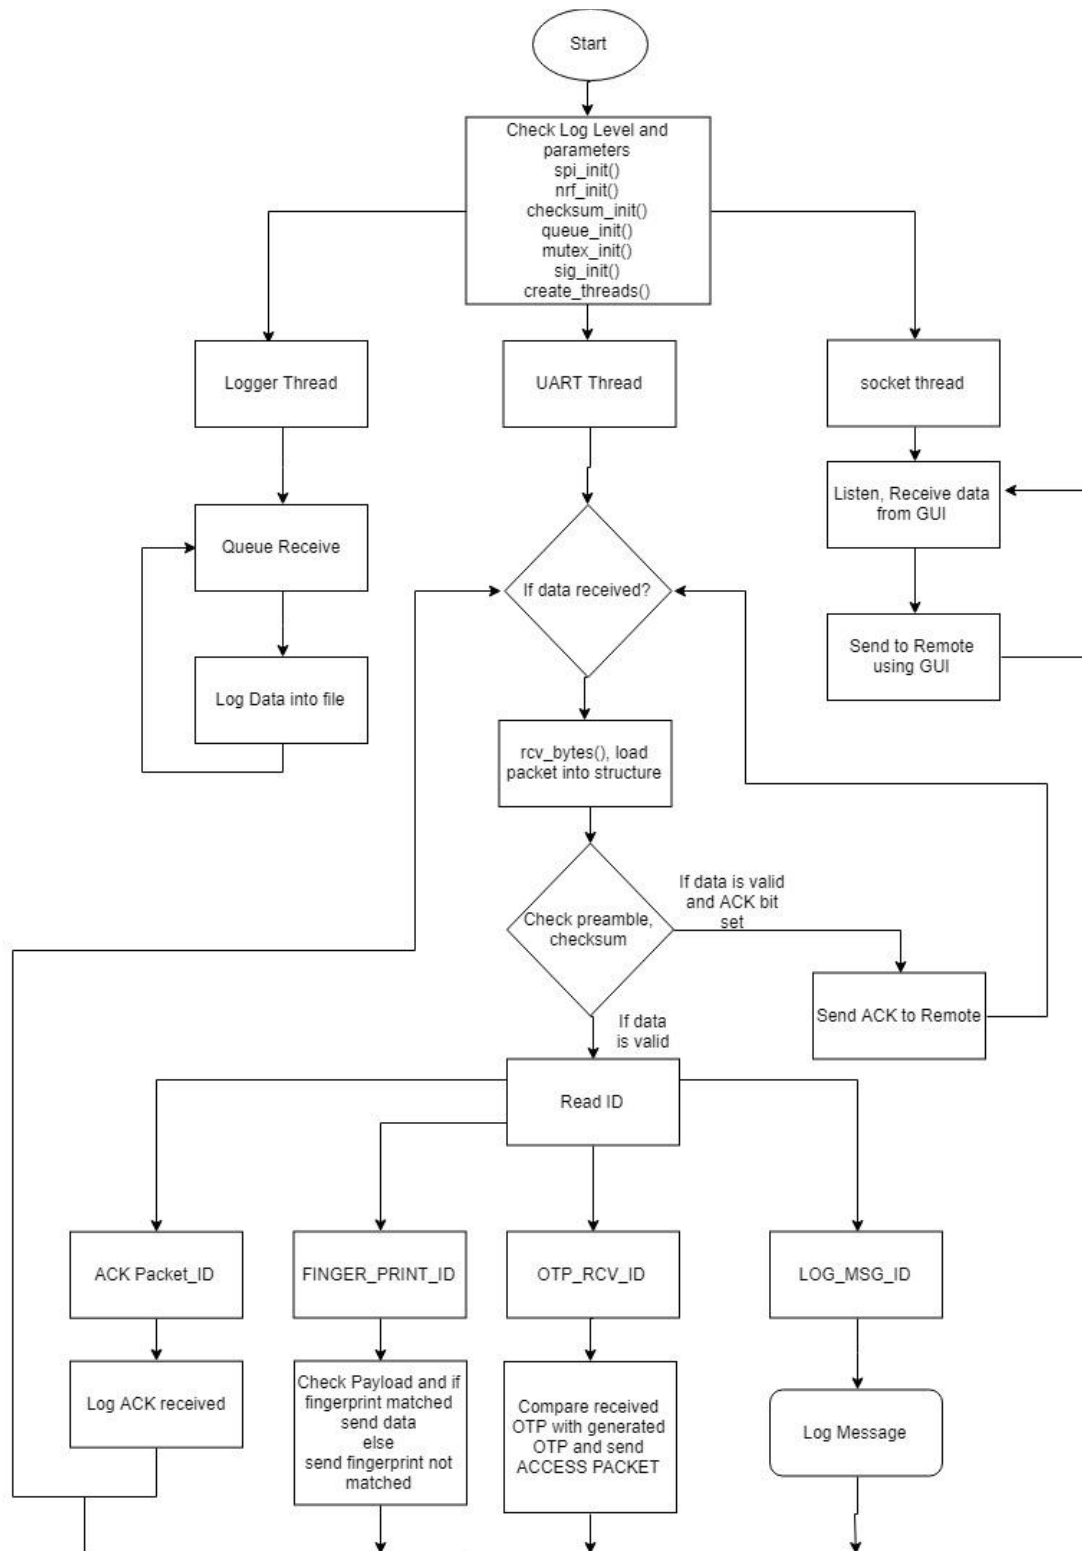 Start
Check Log Level and
parameters
spi_init()
nrf_init()
checksum_init()
queue_init()
mutex_init()
sig_init()
create_threads()
Logger Thread
UART Thread
socket thread
Listen, Receive data
from GUI
Queue Receive
If data received?
Send to Remote
using GUI
Log Data into file
rcv_bytes(), load
packet into structure
If data is valid
and ACK bit
set
Check preamble,
checksum
Send ACK to Remote
If data
is valid
Read ID
ACK Packet_ID
FINGER_PRINT_ID
OTP_RCV_ID
LOG_MSG_ID
Log ACK received
Check Payload and if
fingerprint matched
send data
else
send fingerprint not
matched
Compare received
OTP with generated
OTP and send
ACCESS PACKET
Log Message